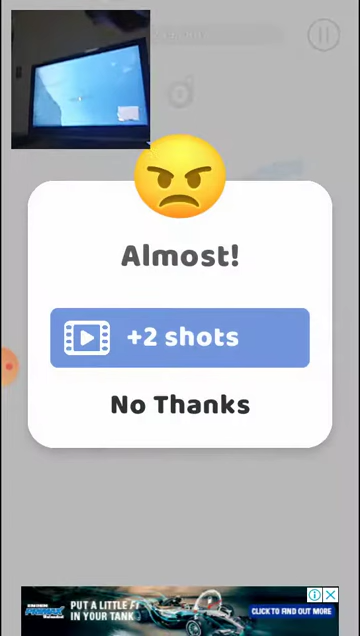 Almost!
+2 shots
No Thanks
PUT A LITTLE F1
IN YOUR TANK
CLICK TO FIND OUT MORE